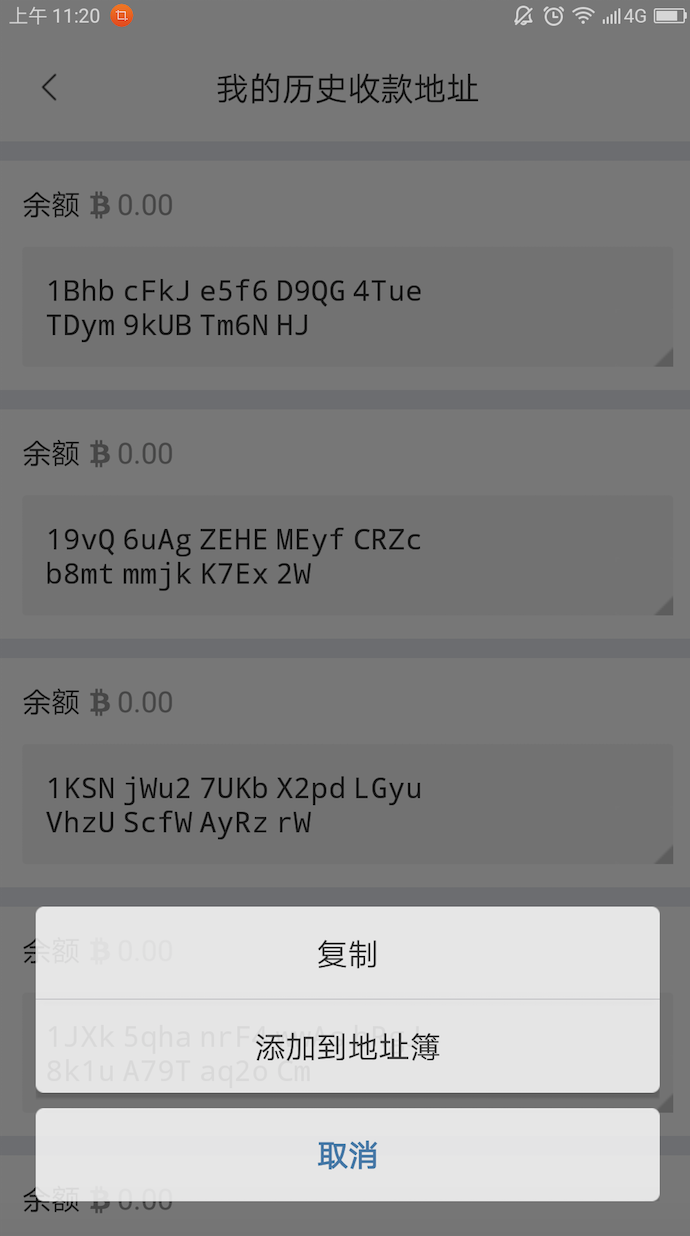 上午 11:20 4G
我的历史收款地址
余额 ₿ 0.00
1Bhb cFkJ e5f6 D9QG 4Tue
TDym 9kUB Tm6N HJ
余额 ₿ 0.00
19vQ 6uAg ZEHE MEyf CRZc
b8mt mmjk K7Ex 2W
余额 ₿ 0.00
1KSN jWu2 7UKb X2pd LGyu
VhzU ScfW AyRz rW
余额 ₿ 0.00
复制
1JXk 5qha
添加到地址簿
8k1u A79T aq2o Cm
取消
余额 ₿ 0.00